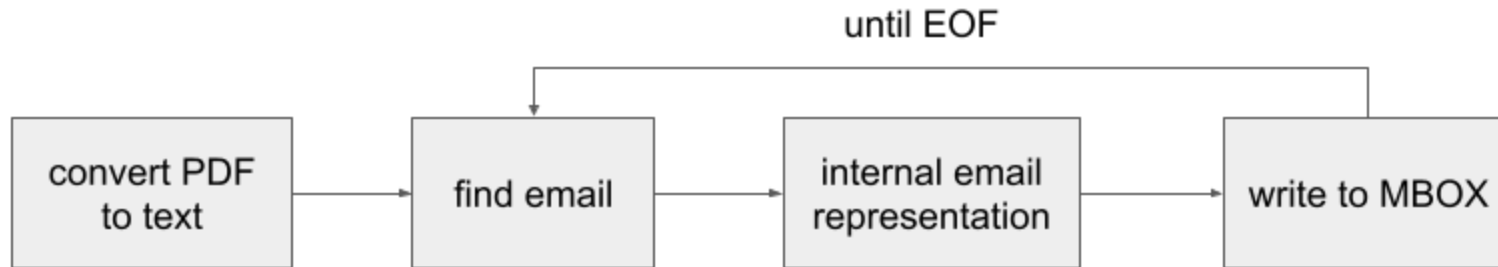 until EOF
convert PDF
to text
find email
internal email
representation
write to MBOX